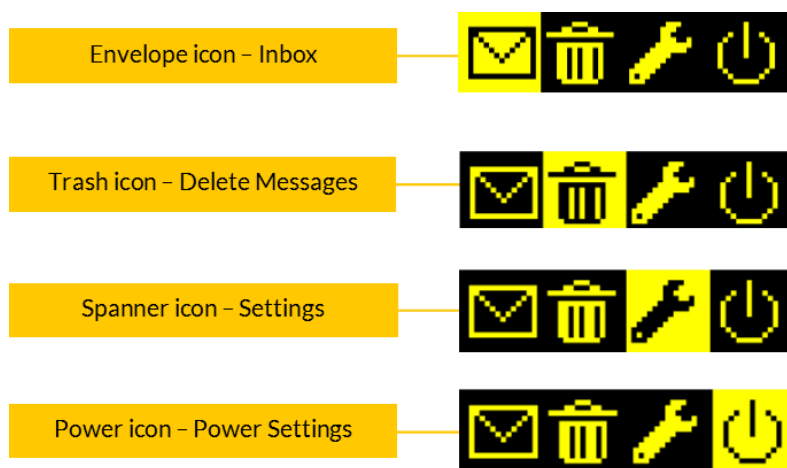 Envelope icon – Inbox
Trash icon – Delete Messages
Spanner icon – Settings
Power icon – Power Settings